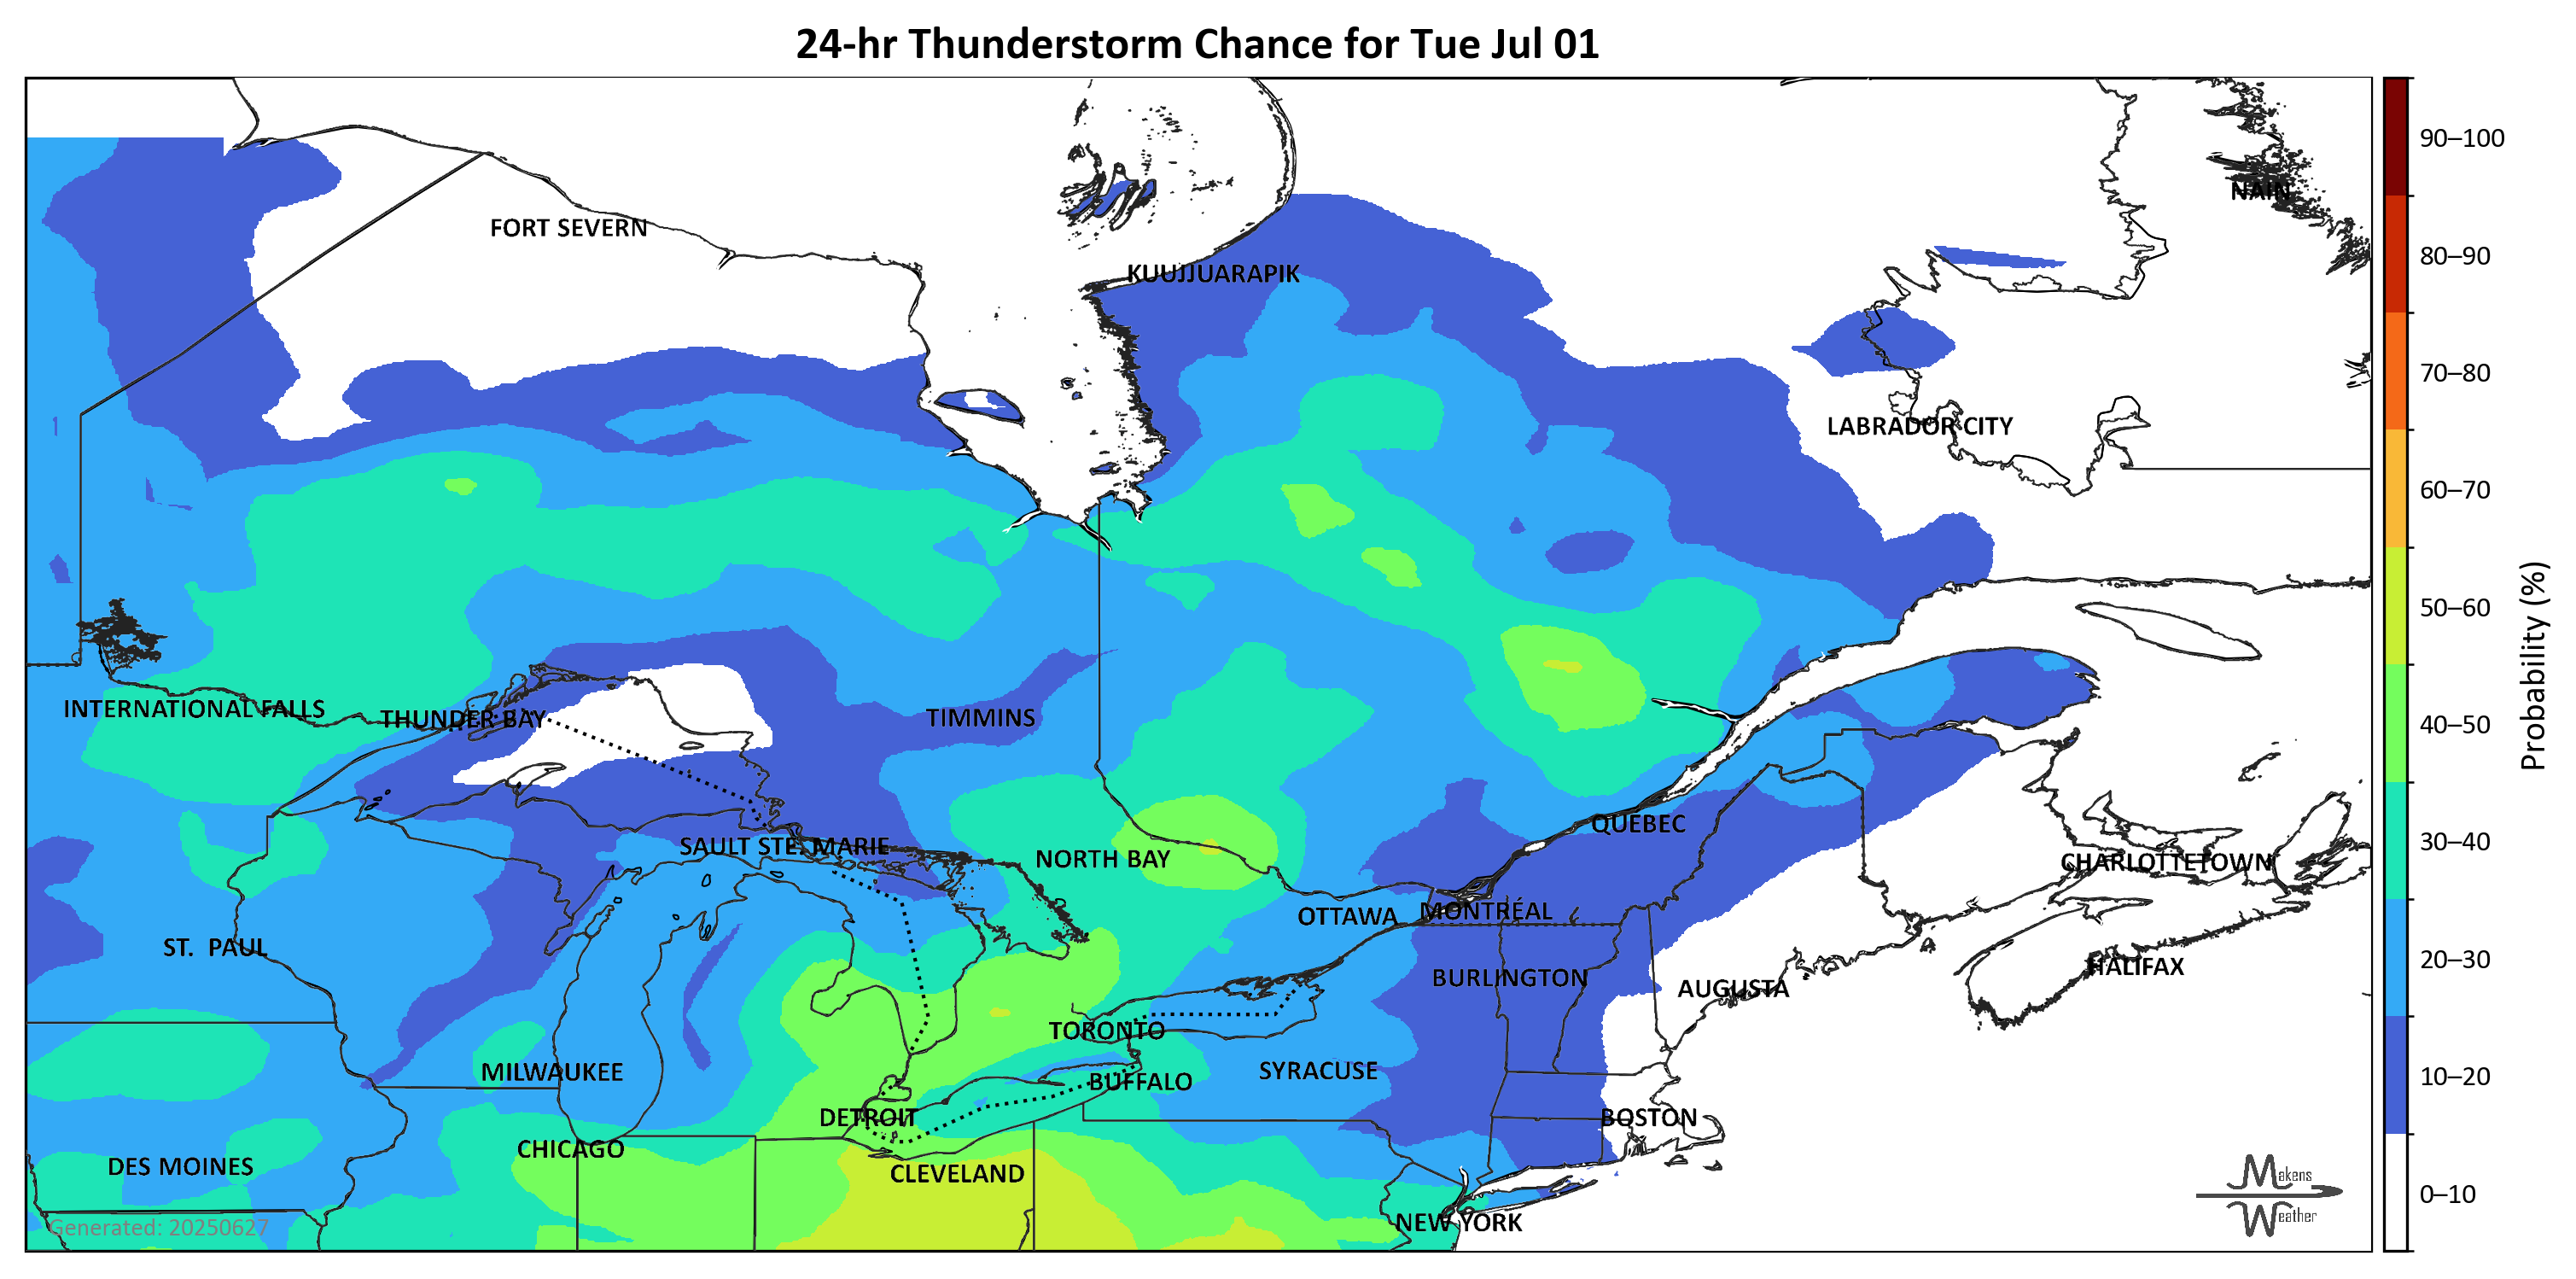 24-hr Thunderstorm Chance for Tue Jul 01
90–100
NAIN
FORT SEVERN
80–90
KUUJJUARAPIK
70–80
LABRADOR CITY
60–70
50–60
Probability (%)
INTERNATIONAL FALLS
THUNDER BAY
TIMMINS
40–50
QUEBEC
30–40
SAULT STE. MARIE
NORTH BAY
CHARLOTTETOWN
OTTAWA
MONTRÉAL
ST. PAUL
20–30
HALIFAX
BURLINGTON
AUGUSTA
TORONTO
MILWAUKEE
BUFFALO
SYRACUSE
10–20
DETROIT
BOSTON
CHICAGO
DES MOINES
CLEVELAND
Makens
Weather
0–10
Generated: 20250627
NEW YORK